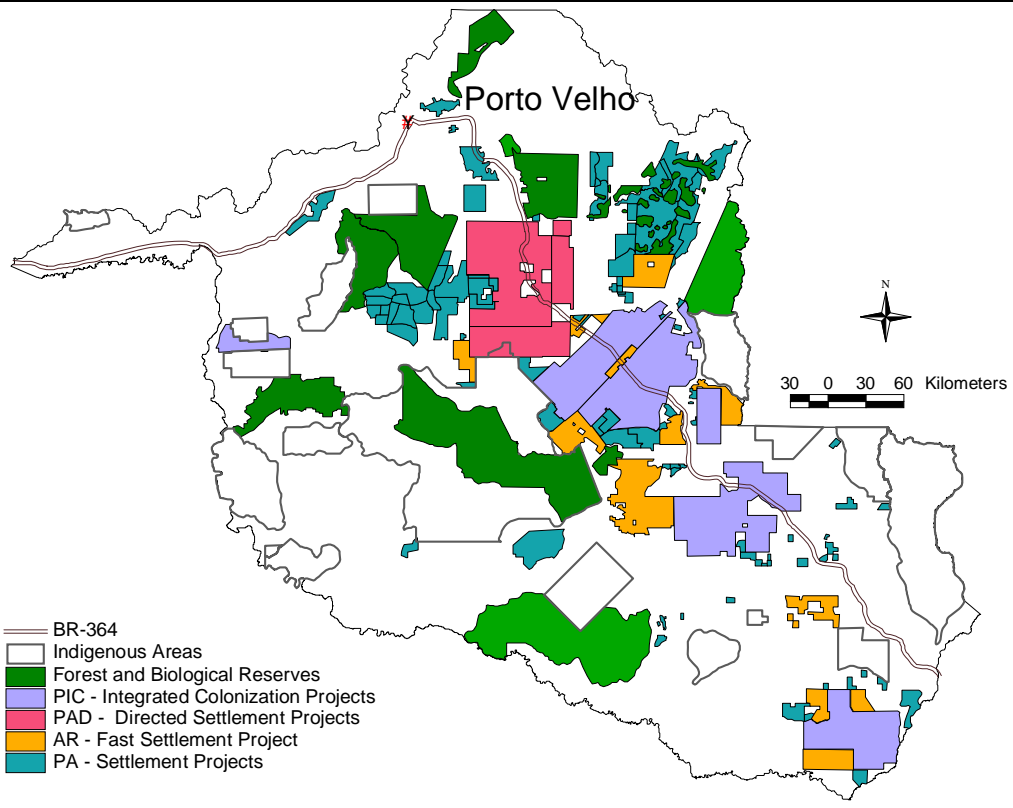 Porto Velho
Y
N
30 0 30 60 Kilometers
BR-364
Indigenous Areas
Forest and Biological Reserves
PIC - Integrated Colonization Projects
PAD - Directed Settlement Projects
AR - Fast Settlement Project
PA - Settlement Projects